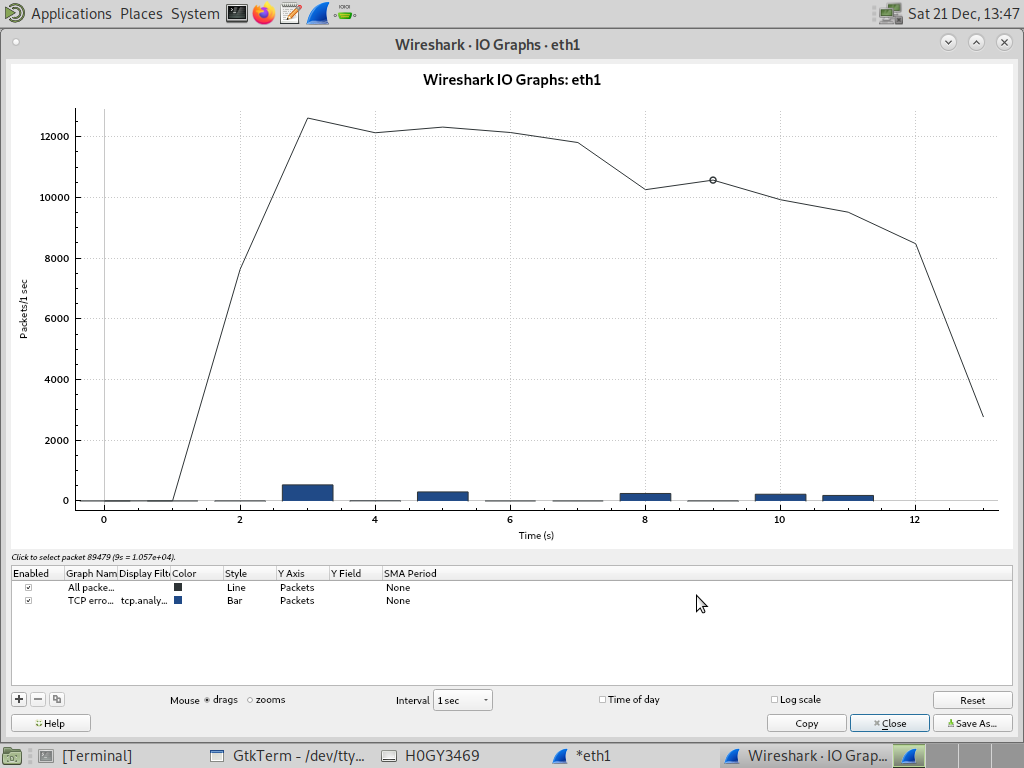 Applications Places System Sat 21 Dec, 13:47
Wireshark · IO Graphs · eth1
Wireshark IO Graphs: eth1
12000
10000
8000
6000
4000
2000
0
Packets/1 sec
0 2 4 6 8 10 12
Time (s)
Click to select packet 89479 (9s = 1.057e+04).
Enabled Graph Nam Display Filt Color Style Y Axis Y Field SMA Period
All packe... Line Packets None
TCP erro... tcp.analy... Bar Packets None
Mouse drags zooms Interval 1 sec Time of day Log scale Reset
Help Copy Close Save As...
[Terminal] GtkTerm - /dev/tty... H0GY3469 *eth1 Wireshark · IO Grap...